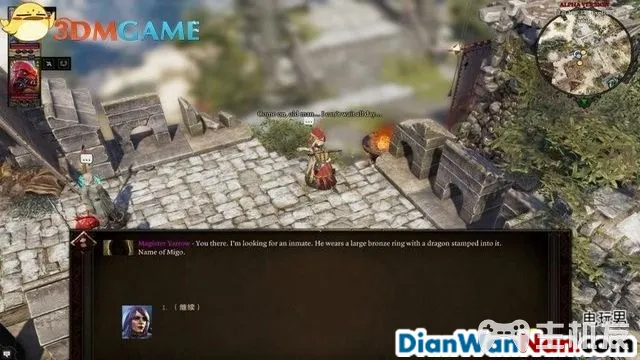 3DMGAME
ALPHA VERSION
Come on, old man... I can't wait all day...
Magister Yarrow - You there. I'm looking for an inmate. He wears a large bronze ring with a dragon stamped into it.
Name of Migo.
1. （继续）
电玩男
DianWanNan.com